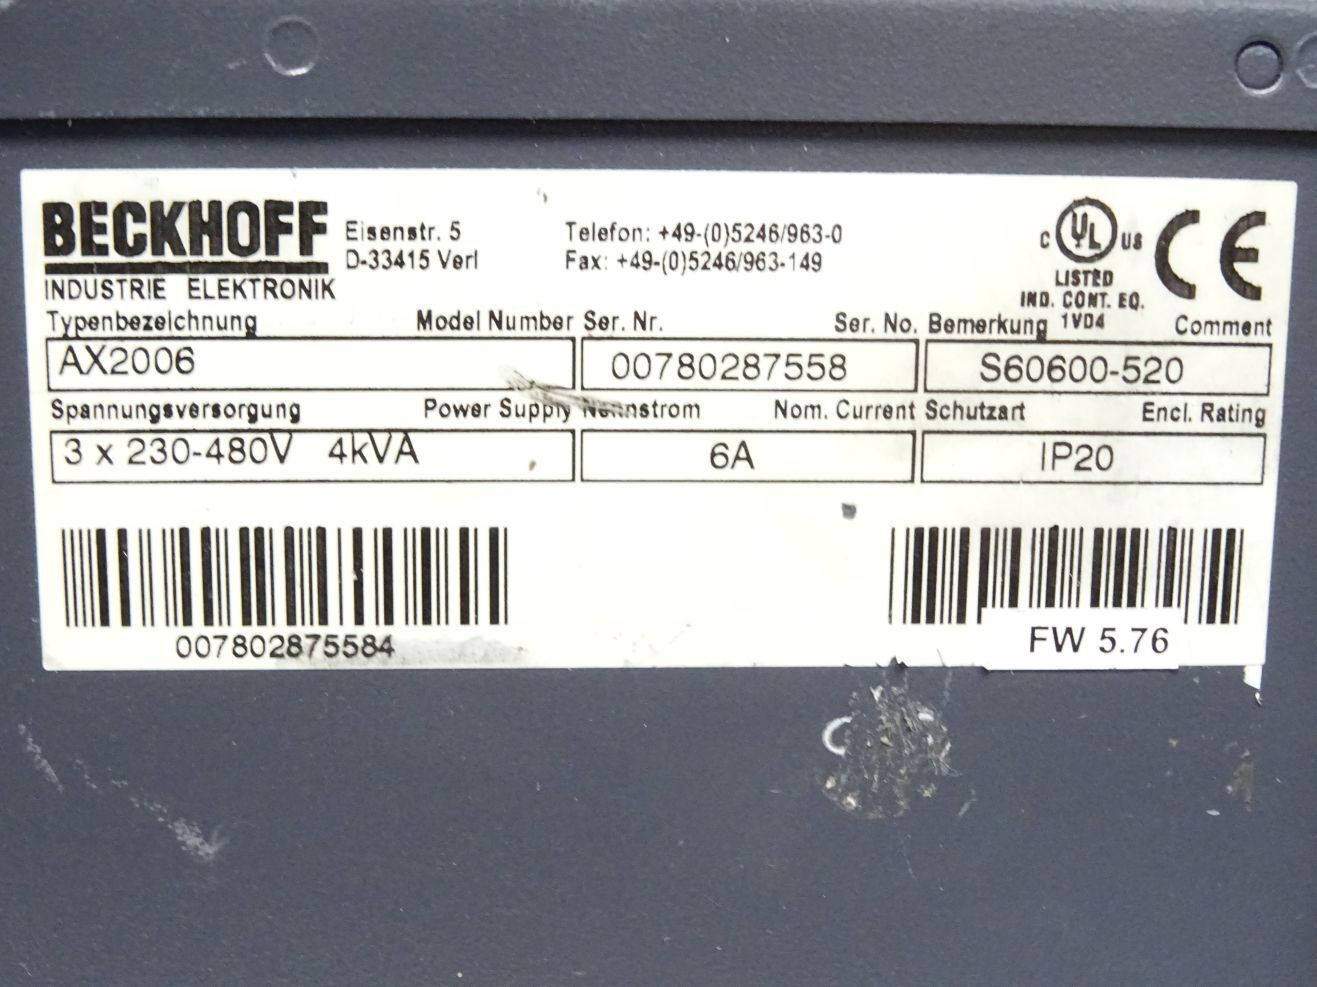 BECKHOFF
INDUSTRIE ELEKTRONIK
Eisenstr. 5
D-33415 Verl
Telefon: +49-(0)5246/963-0
Fax: +49-(0)5246/963-149
C UL US
LISTED
IND. CONT. EQ.
1VD4
CE
Typenbezeichnung Model Number Ser. Nr. Ser. No. Bemerkung Comment
AX2006 00780287558 S60600-520
Spannungsversorgung Power Supply Nennstrom Nom. Current Schutzart Encl. Rating
3 x 230-480V 4kVA 6A IP20
007802875584
FW 5.76